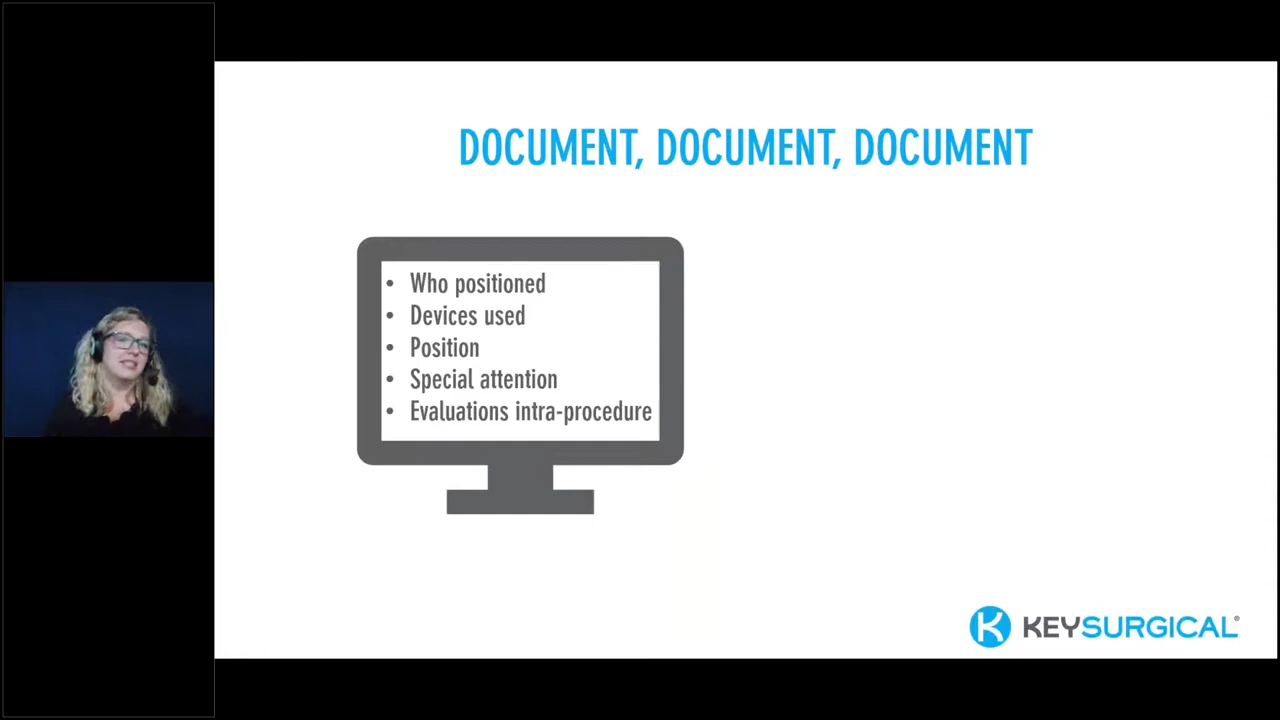 DOCUMENT, DOCUMENT, DOCUMENT
• Who positioned
• Devices used
• Position
• Special attention
• Evaluations intra-procedure
K KEYSURGICAL®